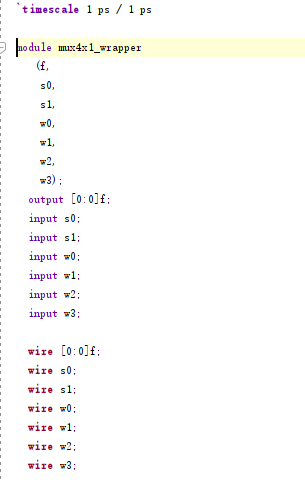 `timescale 1 ps / 1 ps
module mux4x1_wrapper
(f,
s0,
s1,
w0,
w1,
w2,
w3);
output [0:0]f;
input s0;
input s1;
input w0;
input w1;
input w2;
input w3;
wire [0:0]f;
wire s0;
wire s1;
wire w0;
wire w1;
wire w2;
wire w3;